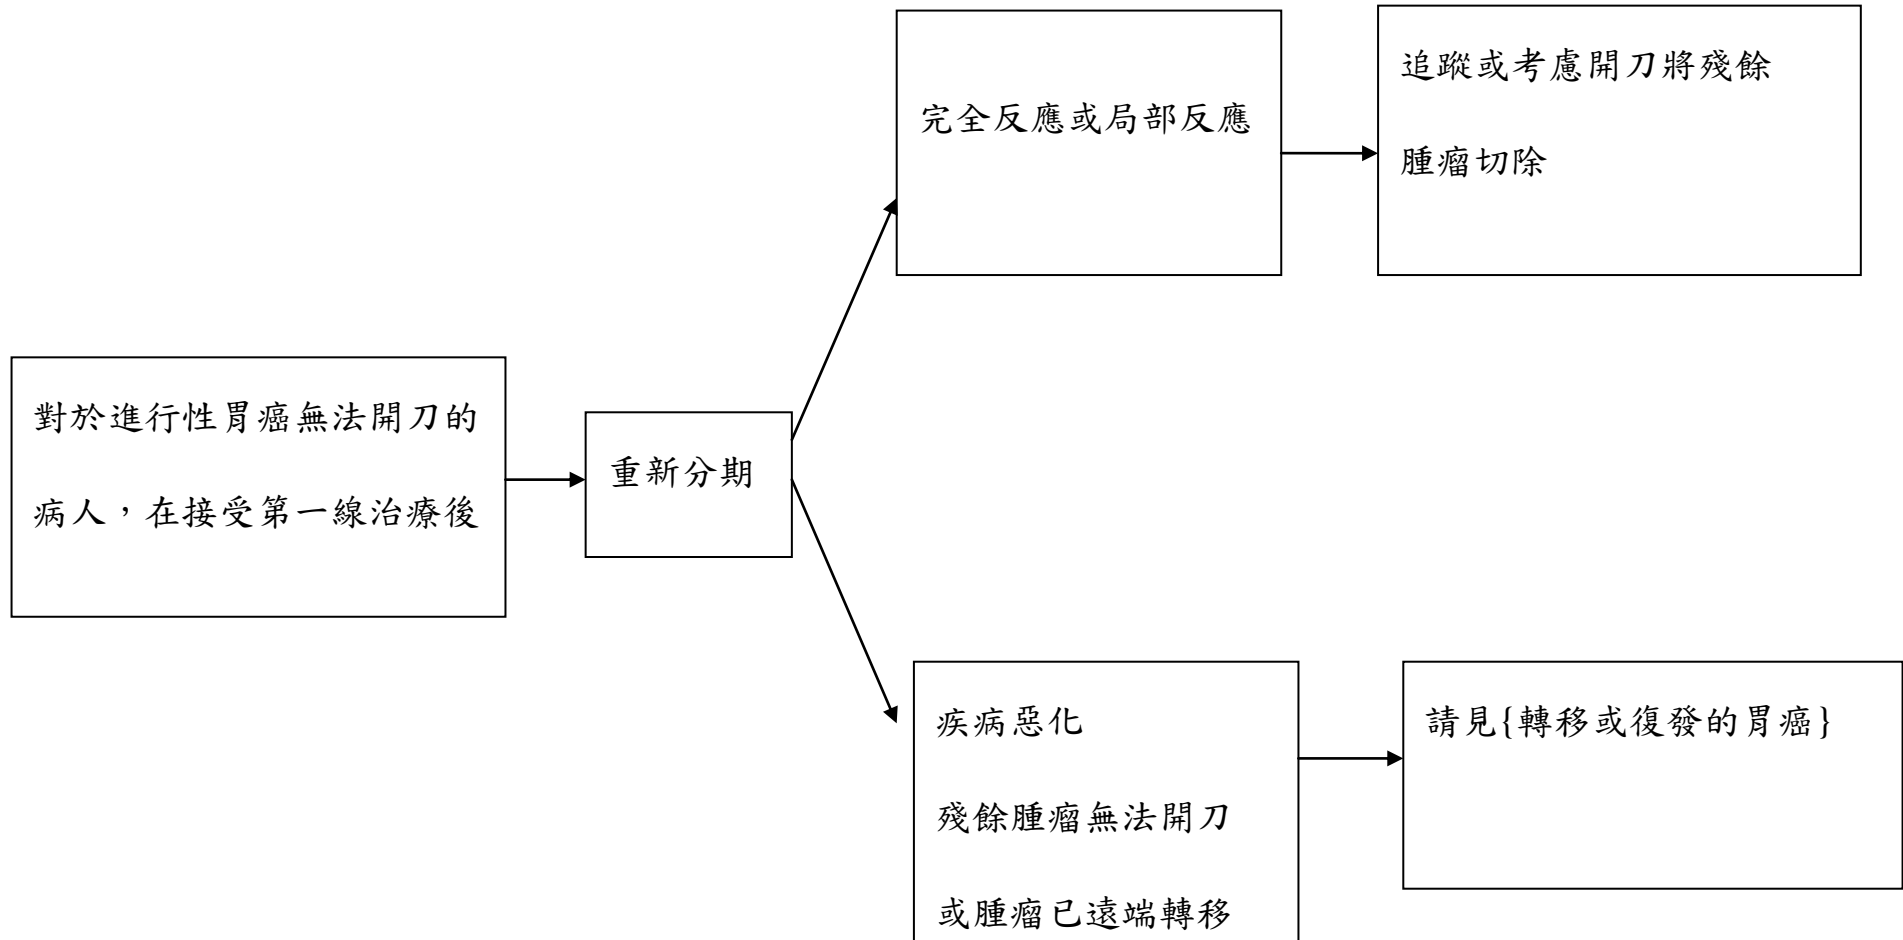 對於進行性胃癌無法開刀的
病人，在接受第一線治療後
重新分期
完全反應或局部反應
追蹤或考慮開刀將殘餘
腫瘤切除
疾病惡化
殘餘腫瘤無法開刀
或腫瘤已遠端轉移
請見{轉移或復發的胃癌}